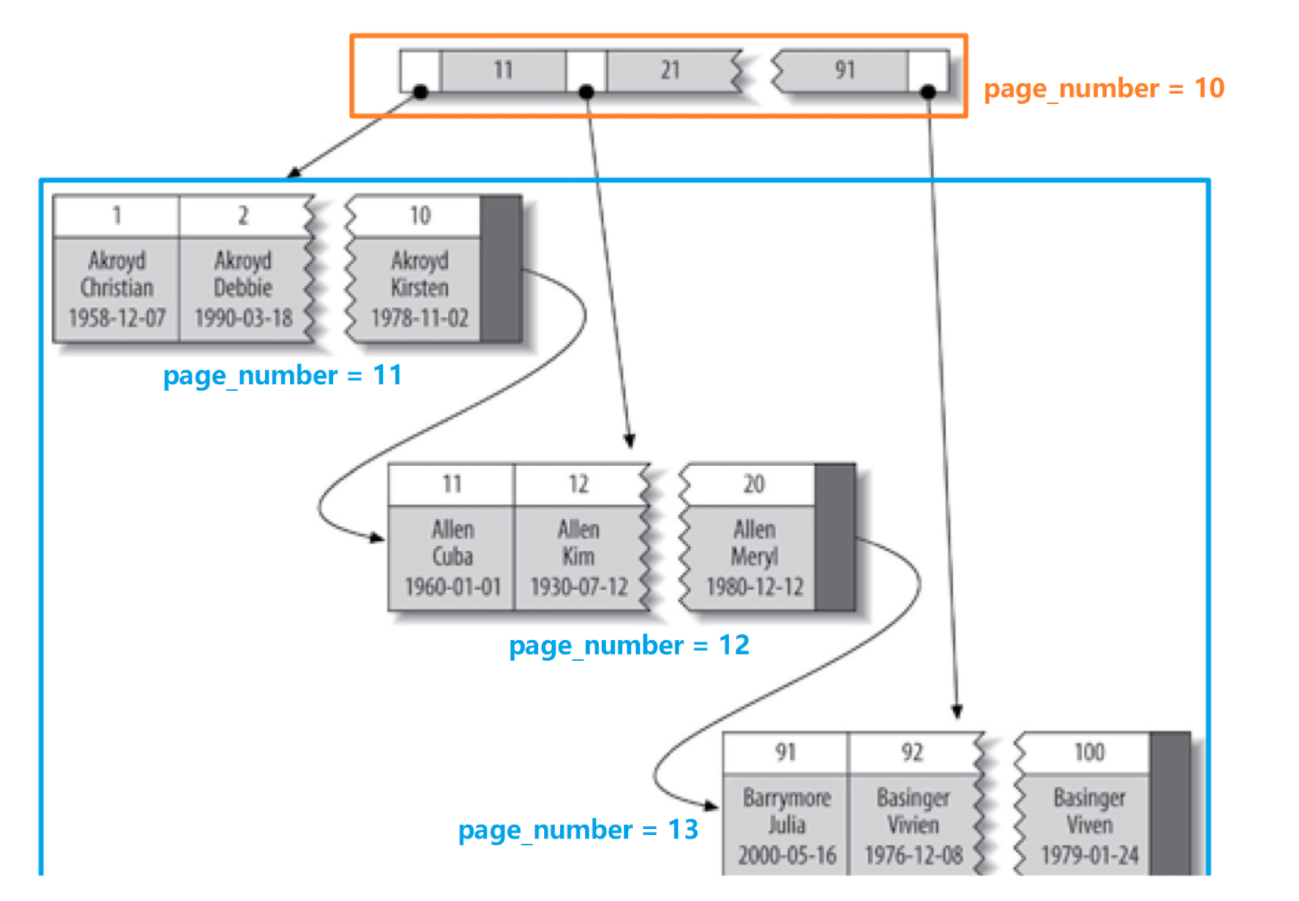 11 21 91
page_number = 10
1 2 10
Akroyd Akroyd Akroyd
Christian Debbie Kirsten
1958-12-07 1990-03-18 1978-11-02
page_number = 11
11 12 20
Allen Allen Allen
Cuba Kim Meryl
1960-01-01 1930-07-12 1980-12-12
page_number = 12
91 92 100
Barrymore Basinger Basinger
Julia Vivien Viven
2000-05-16 1976-12-08 1979-01-24
page_number = 13